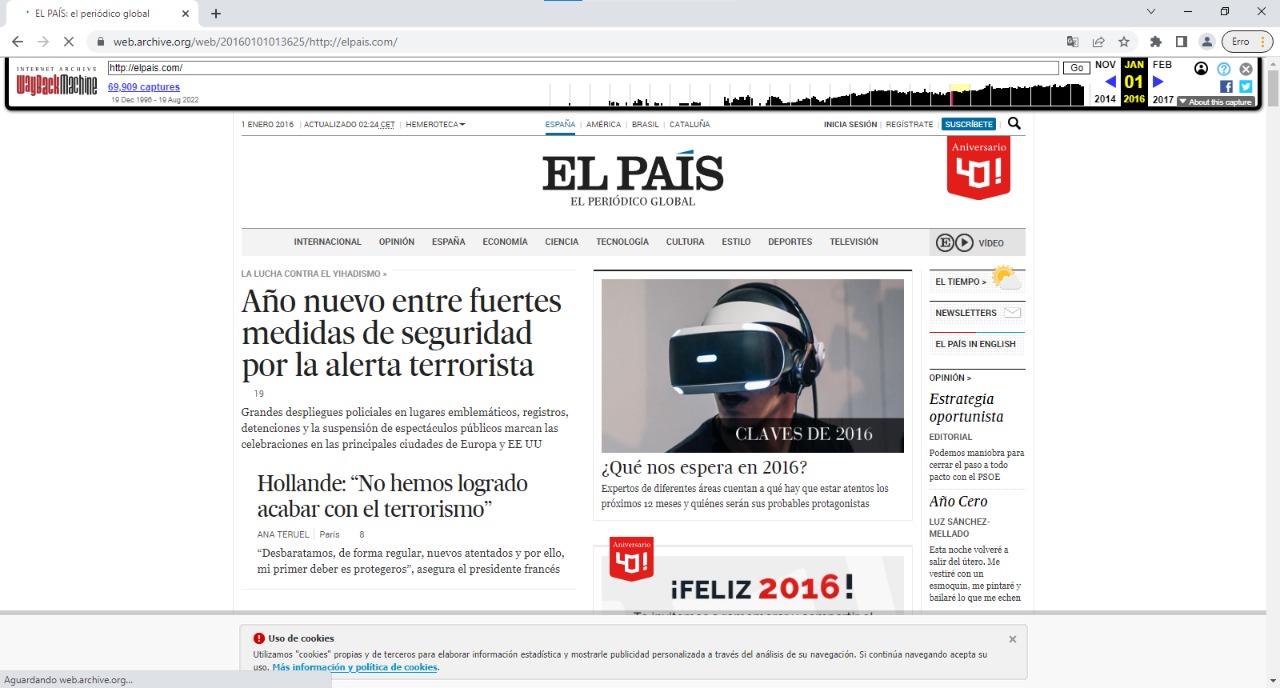 EL PAÍS: el periódico global
web.archive.org/web/20160101013625/http://elpais.com/
Erro
INTERNET ARCHIVE
WayBackMachine
http://elpais.com/
Go
69,909 captures
19 Dec 1996 - 19 Aug 2022
NOV JAN FEB
01
2014 2016 2017
About this capture
1 ENERO 2016 | ACTUALIZADO 02:24 CET | HEMEROTECA
ESPAÑA | AMÉRICA | BRASIL | CATALUÑA
INICIA SESIÓN | REGÍSTRATE SUSCRÍBETE
EL PAÍS
EL PERIÓDICO GLOBAL
Aniversario
40!
INTERNACIONAL OPINIÓN ESPAÑA ECONOMÍA CIENCIA TECNOLOGÍA CULTURA ESTILO DEPORTES TELEVISIÓN
E VÍDEO
LA LUCHA CONTRA EL YIHADISMO »
Año nuevo entre fuertes
medidas de seguridad
por la alerta terrorista
19
Grandes despliegues policiales en lugares emblemáticos, registros,
detenciones y la suspensión de espectáculos públicos marcan las
celebraciones en las principales ciudades de Europa y EE UU
Hollande: “No hemos logrado
acabar con el terrorismo”
ANA TERUEL | París 8
“Desbaratamos, de forma regular, nuevos atentados y por ello,
mi primer deber es protegeros”, asegura el presidente francés
CLAVES DE 2016
¿Qué nos espera en 2016?
Expertos de diferentes áreas cuentan a qué hay que estar atentos los
próximos 12 meses y quiénes serán sus probables protagonistas
Aniversario
40!
¡FELIZ 2016!
EL TIEMPO >
NEWSLETTERS
EL PAÍS IN ENGLISH
OPINIÓN >
Estrategia
oportunista
EDITORIAL
Podemos maniobra para
cerrar el paso a todo
pacto con el PSOE
Año Cero
LUZ SÁNCHEZ-
MELLADO
Esta noche volveré a
salir del útero. Me
vestiré con un
esmoquin, me pintaré y
bailaré lo que me echen
Uso de cookies
Utilizamos "cookies" propias y de terceros para elaborar información estadística y mostrarle publicidad personalizada a través del análisis de su navegación. Si continúa navegando acepta su
uso. Más información y política de cookies.
Aguardando web.archive.org...